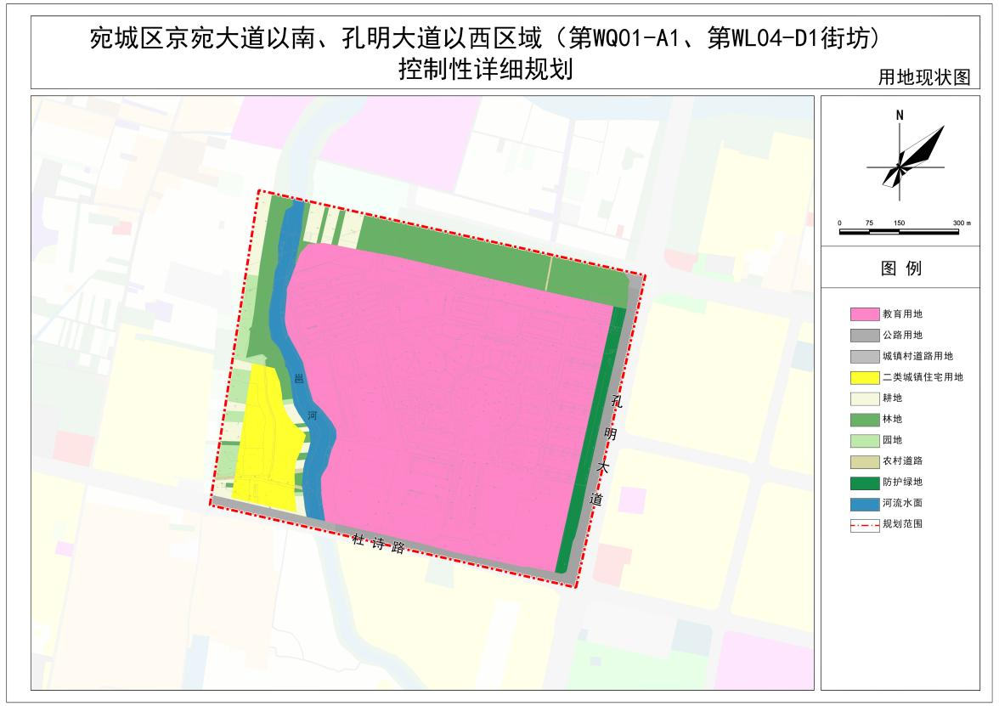 宛城区京宛大道以南、孔明大道以西区域（第WQ01-A1、第WL04-D1街坊）
控制性详细规划
用地现状图
N
0 75 150 300 m
图 例
教育用地
公路用地
城镇村道路用地
二类城镇住宅用地
耕地
林地
园地
农村道路
防护绿地
河流水面
规划范围
邕
河
孔
明
大
道
杜诗路